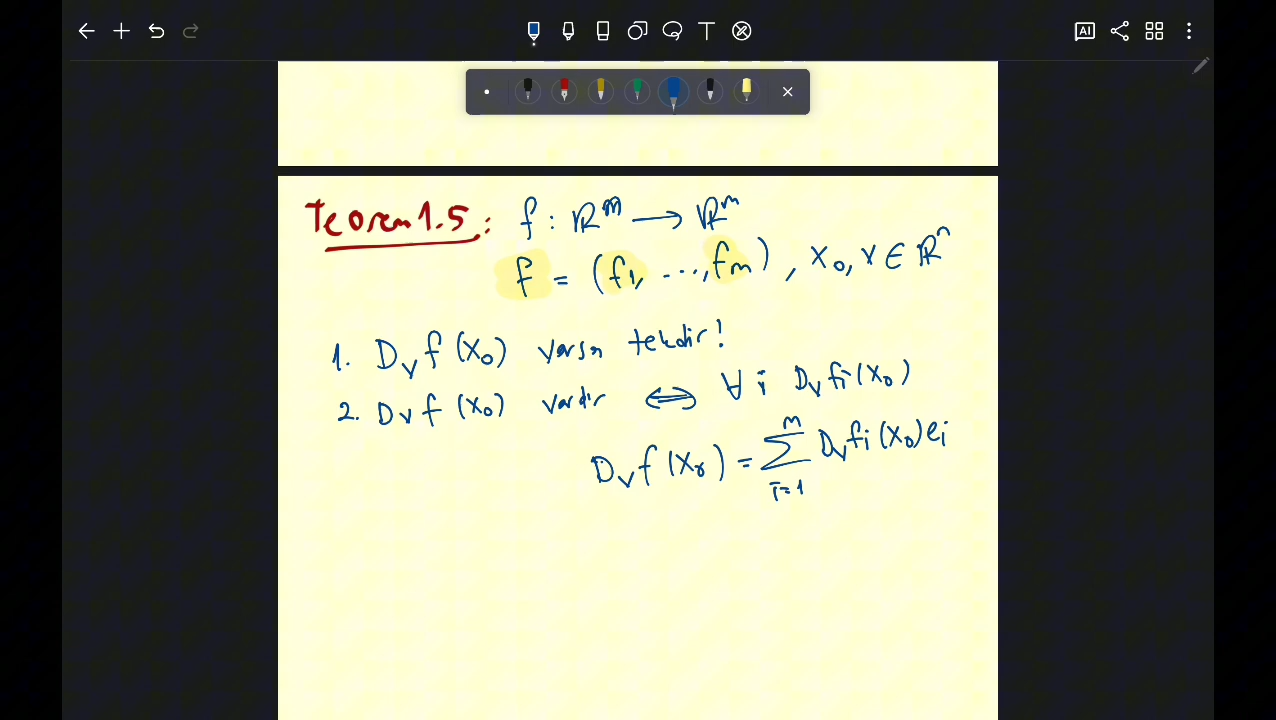 AI
T
Teorem 1.5 : f : ℝᵐ → ℝᵐ
f = (f₁, ..., fₘ) , x₀, v ∈ ℝⁿ
1. Dᵥf(x₀) varsa tekdir!
2. Dᵥf(x₀) vardır ⟺ ∀ i Dᵥfi(x₀)
Dᵥf(x₀) = ∑ᵢ₌₁ᵐ Dᵥfi(x₀)eᵢ